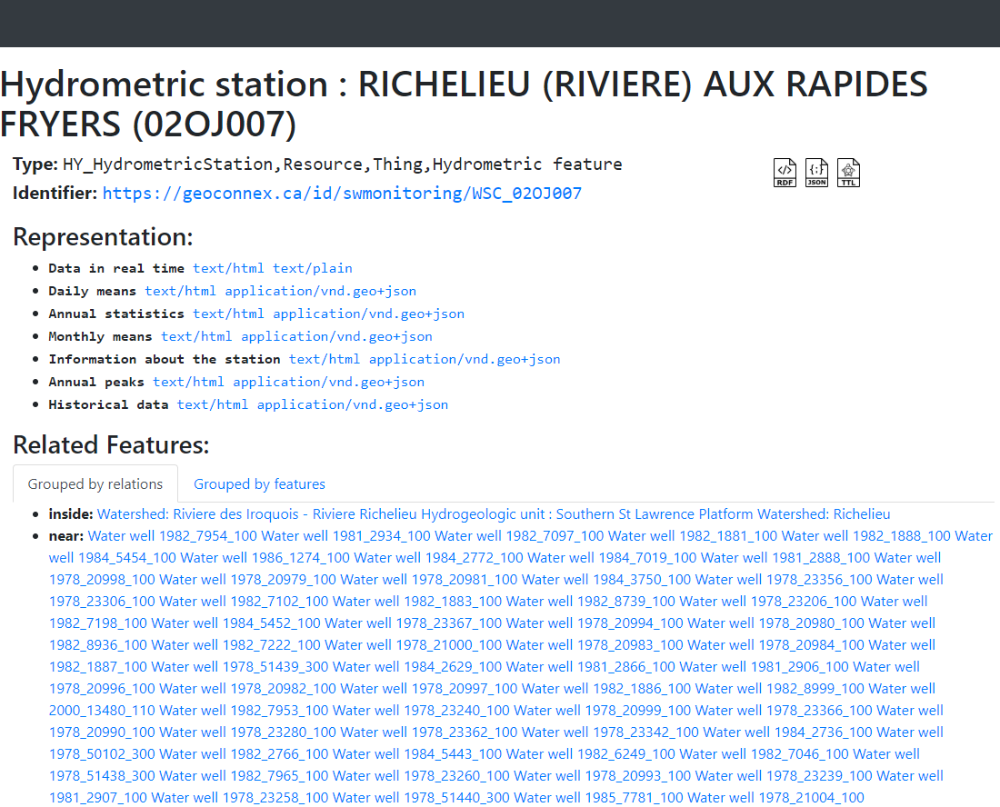 Hydrometric station : RICHELIEU (RIVIERE) AUX RAPIDES
FRYERS (02OJ007)
Type: HY_HydrometricStation,Resource,Thing,Hydrometric feature
Identifier: https://geoconnex.ca/id/swmonitoring/WSC_02OJ007
RDF JSON TTL
Representation:
Data in real time text/html text/plain
Daily means text/html application/vnd.geo+json
Annual statistics text/html application/vnd.geo+json
Monthly means text/html application/vnd.geo+json
Information about the station text/html application/vnd.geo+json
Annual peaks text/html application/vnd.geo+json
Historical data text/html application/vnd.geo+json
Related Features:
Grouped by relations Grouped by features
inside: Watershed: Riviere des Iroquois - Riviere Richelieu Hydrogeologic unit : Southern St Lawrence Platform Watershed: Richelieu
near: Water well 1982_7954_100 Water well 1981_2934_100 Water well 1982_7097_100 Water well 1982_1881_100 Water well 1982_1888_100 Water
well 1984_5454_100 Water well 1986_1274_100 Water well 1984_2772_100 Water well 1984_7019_100 Water well 1981_2888_100 Water well
1978_20998_100 Water well 1978_20979_100 Water well 1978_20981_100 Water well 1984_3750_100 Water well 1978_23356_100 Water well
1978_23306_100 Water well 1982_7102_100 Water well 1982_1883_100 Water well 1982_8739_100 Water well 1978_23206_100 Water well
1982_7198_100 Water well 1984_5452_100 Water well 1978_23367_100 Water well 1978_20994_100 Water well 1978_20980_100 Water well
1982_8936_100 Water well 1982_7222_100 Water well 1978_21000_100 Water well 1978_20983_100 Water well 1978_20984_100 Water well
1982_1887_100 Water well 1978_51439_300 Water well 1984_2629_100 Water well 1981_2866_100 Water well 1981_2906_100 Water well
1978_20996_100 Water well 1978_20982_100 Water well 1978_20997_100 Water well 1982_1886_100 Water well 1982_8999_100 Water well
2000_13480_110 Water well 1982_7953_100 Water well 1978_23240_100 Water well 1978_20999_100 Water well 1978_23366_100 Water well
1978_20990_100 Water well 1978_23280_100 Water well 1978_23362_100 Water well 1978_23342_100 Water well 1984_2736_100 Water well
1978_50102_300 Water well 1982_2766_100 Water well 1984_5443_100 Water well 1982_6249_100 Water well 1982_7046_100 Water well
1978_51438_300 Water well 1982_7965_100 Water well 1978_23260_100 Water well 1978_20993_100 Water well 1978_23239_100 Water well
1981_2907_100 Water well 1978_23258_100 Water well 1978_51440_300 Water well 1985_7781_100 Water well 1978_21004_100